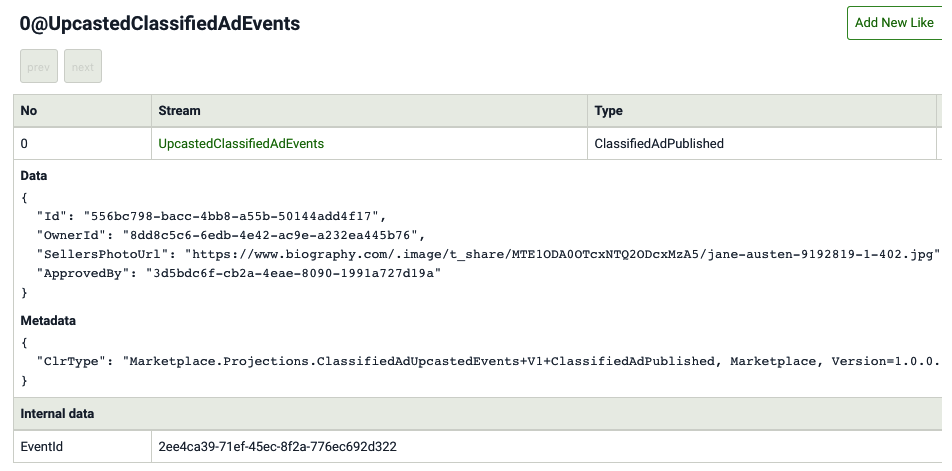 0@UpcastedClassifiedAdEvents
Add New Like
prev next
No Stream Type
0 UpcastedClassifiedAdEvents ClassifiedAdPublished
Data
{
"Id": "556bc798-bacc-4bb8-a55b-50144add4f17",
"OwnerId": "8dd8c5c6-6edb-4e42-ac9e-a232ea445b76",
"SellersPhotoUrl": "https://www.biography.com/.image/t_share/MTE1ODA0OTcxNTQ2ODcxMzA5/jane-austen-9192819-1-402.jpg"
"ApprovedBy": "3d5bdc6f-cb2a-4eae-8090-1991a727d19a"
}
Metadata
{
"ClrType": "Marketplace.Projections.ClassifiedAdUpcastedEvents+V1+ClassifiedAdPublished, Marketplace, Version=1.0.0.
}
Internal data
EventId 2ee4ca39-71ef-45ec-8f2a-776ec692d322